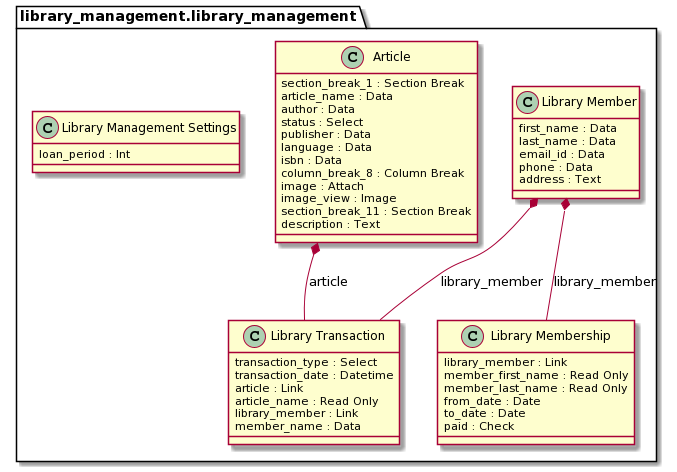 library_management.library_management
C Article
section_break_1 : Section Break
article_name : Data
author : Data
status : Select
publisher : Data
language : Data
isbn : Data
column_break_8 : Column Break
image : Attach
image_view : Image
section_break_11 : Section Break
description : Text
C Library Member
first_name : Data
last_name : Data
email_id : Data
phone : Data
address : Text
C Library Management Settings
loan_period : Int
article
library_member
library_member
C Library Transaction
transaction_type : Select
transaction_date : Datetime
article : Link
article_name : Read Only
library_member : Link
member_name : Data
C Library Membership
library_member : Link
member_first_name : Read Only
member_last_name : Read Only
from_date : Date
to_date : Date
paid : Check